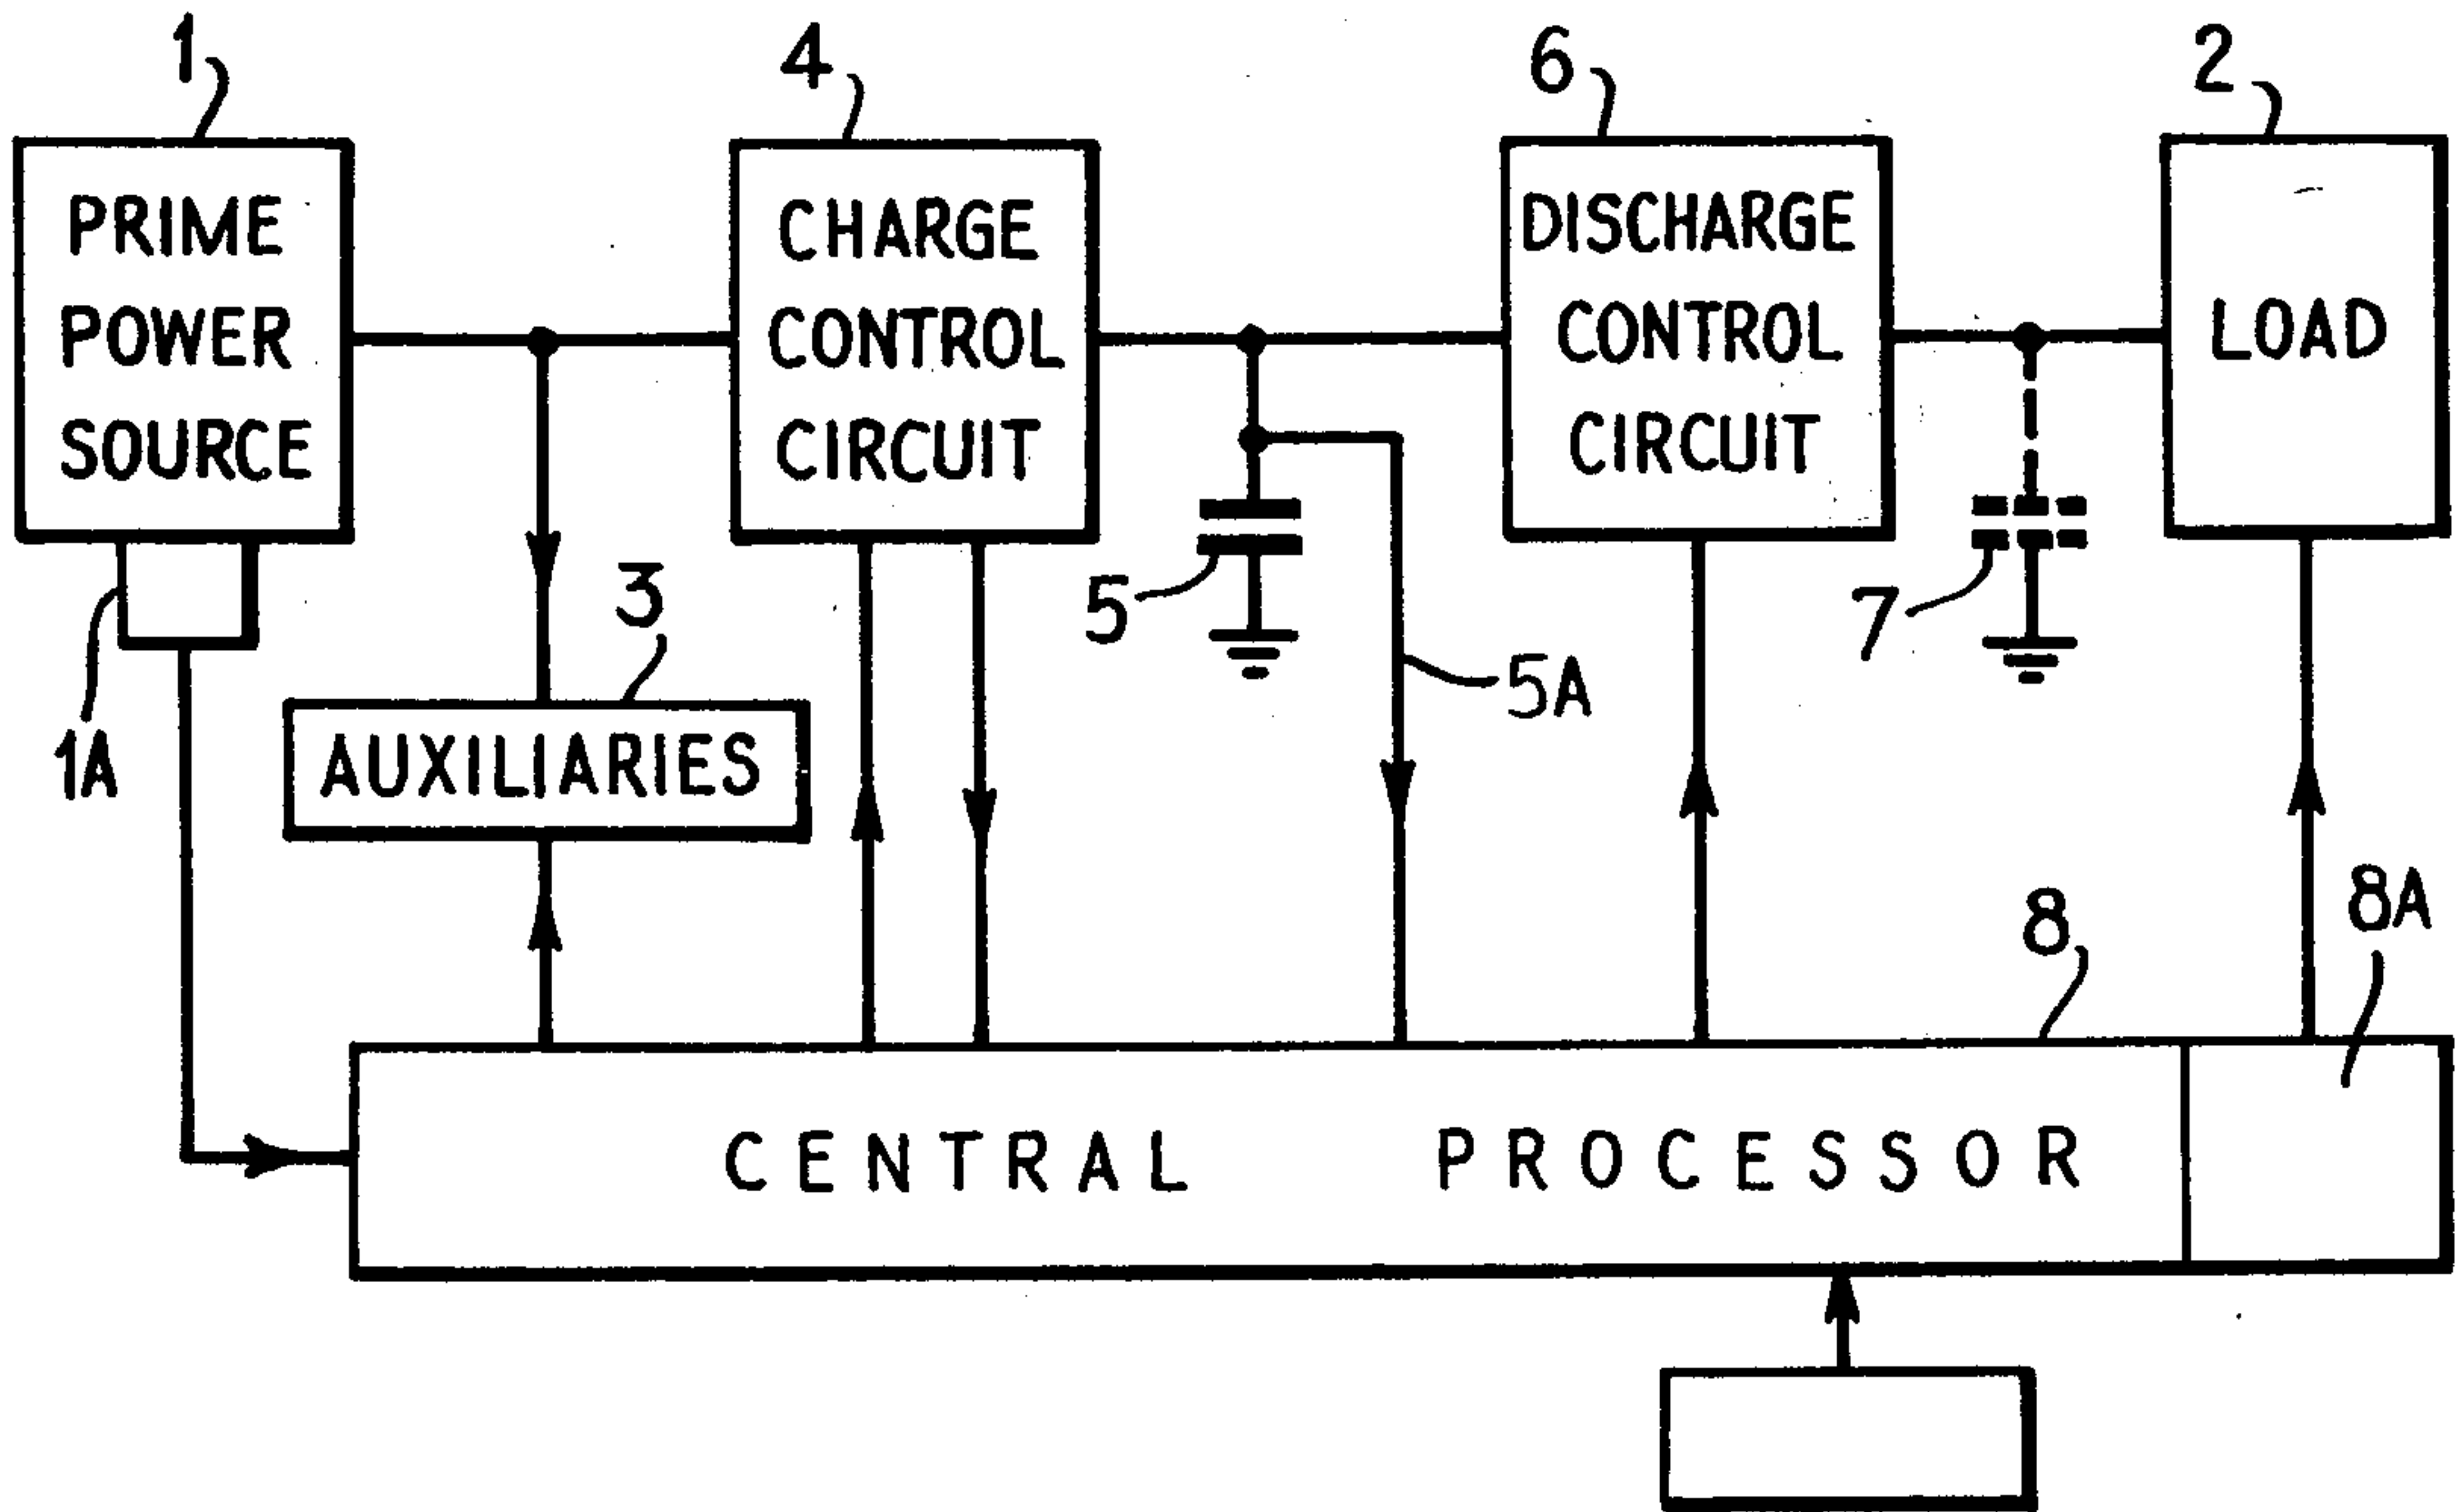 1
4
6
2
PRIME
POWER
SOURCE
CHARGE
CONTROL
CIRCUIT
DISCHARGE
CONTROL
CIRCUIT
LOAD
1A
3
5
5A
7
AUXILIARIES
8
8A
CENTRAL PROCESSOR